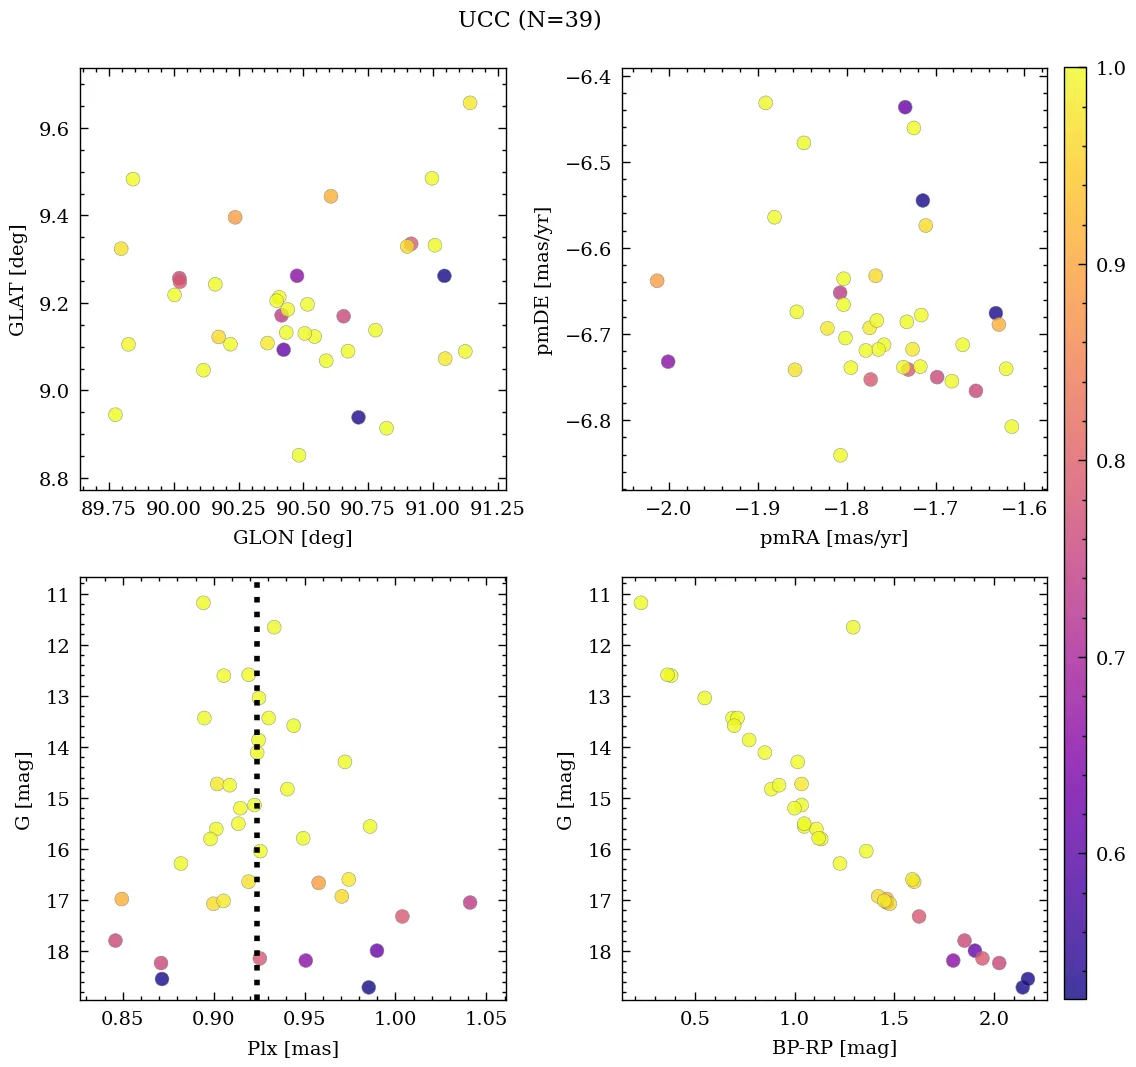 UCC (N=39)
9.6
9.4
9.2
9.0
8.8
GLAT [deg]
89.75 90.00 90.25 90.50 90.75 91.00 91.25
GLON [deg]
−6.4
−6.5
−6.6
−6.7
−6.8
pmDE [mas/yr]
−2.0 −1.9 −1.8 −1.7 −1.6
pmRA [mas/yr]
11
12
13
14
15
16
17
18
G [mag]
0.85 0.90 0.95 1.00 1.05
Plx [mas]
11
12
13
14
15
16
17
18
G [mag]
0.5 1.0 1.5 2.0
BP-RP [mag]
1.0
0.9
0.8
0.7
0.6